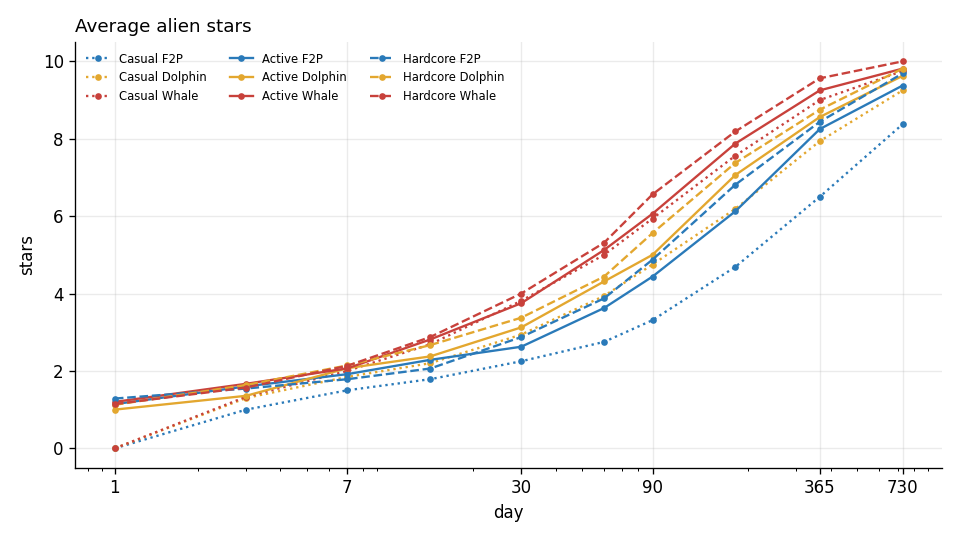 Average alien stars
Casual F2P
Casual Dolphin
Casual Whale
Active F2P
Active Dolphin
Active Whale
Hardcore F2P
Hardcore Dolphin
Hardcore Whale
stars
10
8
6
4
2
0
1 7 30 90 365 730
day